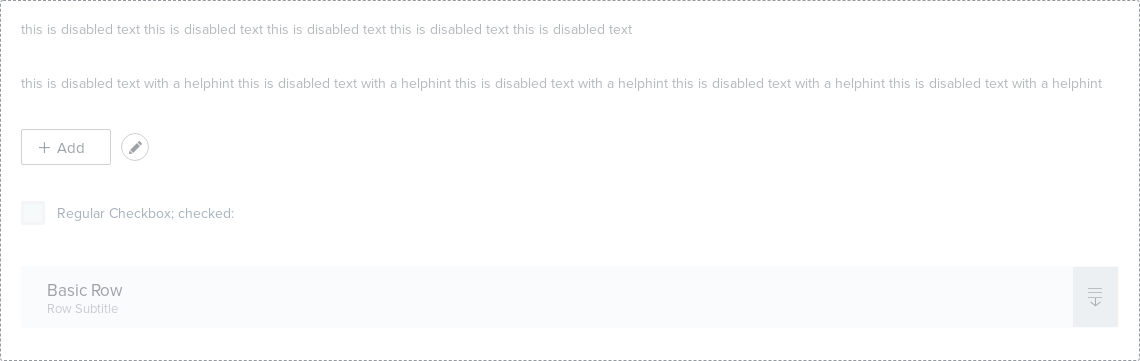 this is disabled text this is disabled text this is disabled text this is disabled text this is disabled text
this is disabled text with a helphint this is disabled text with a helphint this is disabled text with a helphint this is disabled text with a helphint this is disabled text with a helphint
Add
Regular Checkbox; checked:
Basic Row
Row Subtitle